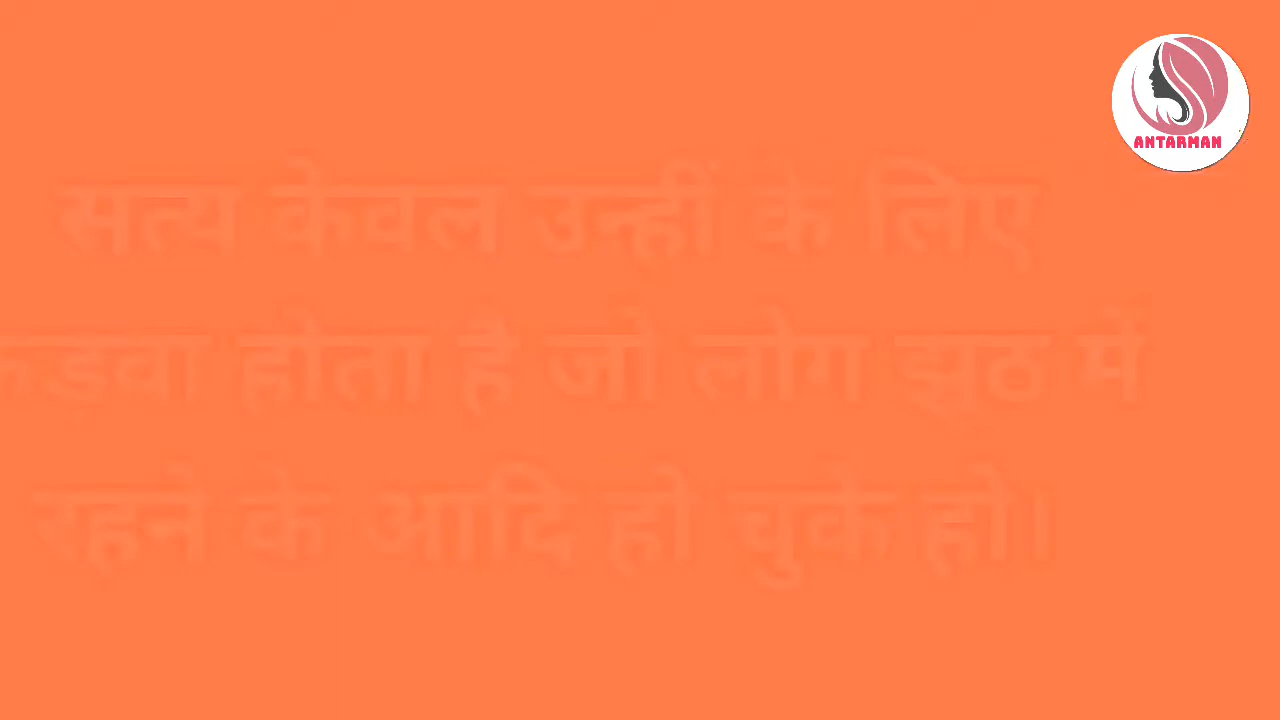 ANTARMAN
सत्य केवल उन्हीं के लिए
कडवा होता है जो लोग झूठ में
रहने के आदि हो चुके हो।